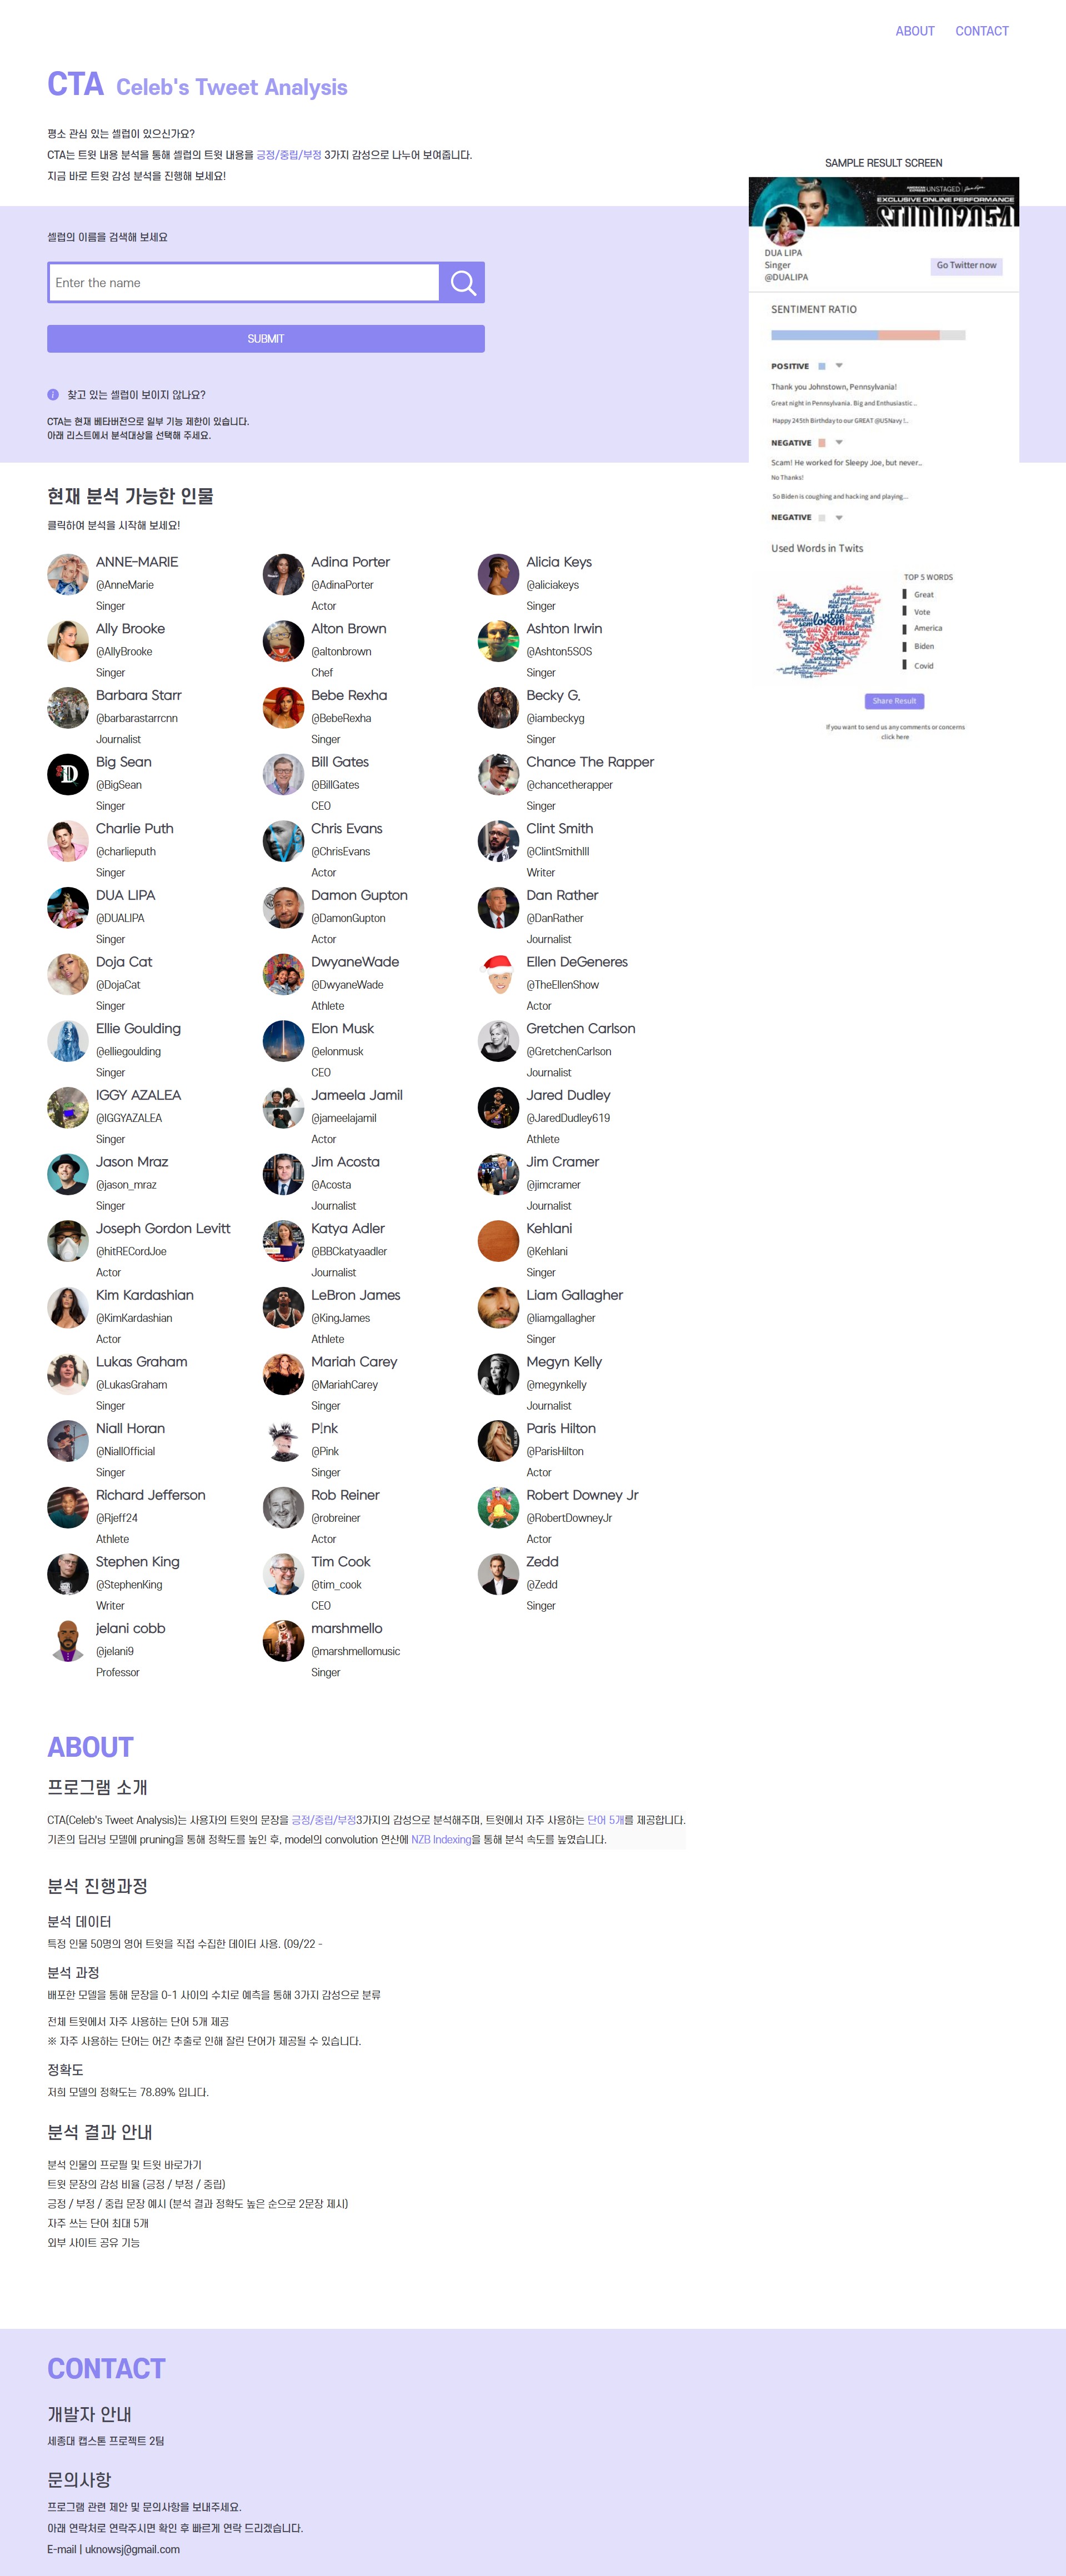 ABOUT CONTACT
CTA Celeb's Tweet Analysis
평소 관심 있는 셀럽이 있으신가요?
CTA는 트윗 내용 분석을 통해 셀럽의 트윗 내용을 긍정/중립/부정 3가지 감성으로 나누어 보여줍니다.
지금 바로 트윗 감성 분석을 진행해 보세요!
셀럽의 이름을 검색해 보세요
Enter the name
SUBMIT
찾고 있는 셀럽이 보이지 않나요?
CTA는 현재 베타버전으로 일부 기능 제한이 있습니다.
아래 리스트에서 분석대상을 선택해 주세요.
SAMPLE RESULT SCREEN
UNSTAGED
EXCLUSIVE ONLINE PERFORMANCE
STUDIO2054
DUA LIPA
Singer
@DUALIPA
Go Twitter now
SENTIMENT RATIO
POSITIVE
Thank you Johnstown, Pennsylvania!
Great night in Pennsylvania. Big and Enthusiastic...
Happy 245th Birthday to our GREAT @USNavy !..
NEGATIVE
Scam! He worked for Sleepy Joe, but never..
No Thanks!
So Biden is coughing and hacking and playing...
NEGATIVE
Used Words in Twits
TOP 5 WORDS
Great
Vote
America
Biden
Covid
Share Result
If you want to send us any comments or concerns
click here
현재 분석 가능한 인물
클릭하여 분석을 시작해 보세요!
ANNE-MARIE
@AnneMarie
Singer
Adina Porter
@AdinaPorter
Actor
Alicia Keys
@aliciakeys
Singer
Ally Brooke
@AllyBrooke
Singer
Alton Brown
@altonbrown
Chef
Ashton Irwin
@Ashton5SOS
Singer
Barbara Starr
@barbarastarrcnn
Journalist
Bebe Rexha
@BebeRexha
Singer
Becky G.
@iambeckyg
Singer
Big Sean
@BigSean
Singer
Bill Gates
@BillGates
CEO
Chance The Rapper
@chancetherapper
Singer
Charlie Puth
@charlieputh
Singer
Chris Evans
@ChrisEvans
Actor
Clint Smith
@ClintSmithIII
Writer
DUA LIPA
@DUALIPA
Singer
Damon Gupton
@DamonGupton
Actor
Dan Rather
@DanRather
Journalist
Doja Cat
@DojaCat
Singer
DwyaneWade
@DwyaneWade
Athlete
Ellen DeGeneres
@TheEllenShow
Actor
Ellie Goulding
@elliegoulding
Singer
Elon Musk
@elonmusk
CEO
Gretchen Carlson
@GretchenCarlson
Journalist
IGGY AZALEA
@IGGYAZALEA
Singer
Jameela Jamil
@jameelajamil
Actor
Jared Dudley
@JaredDudley619
Athlete
Jason Mraz
@jason_mraz
Singer
Jim Acosta
@Acosta
Journalist
Jim Cramer
@jimcramer
Journalist
Joseph Gordon Levitt
@hitRECordJoe
Actor
Katya Adler
@BBCkatyaadler
Journalist
Kehlani
@Kehlani
Singer
Kim Kardashian
@KimKardashian
Actor
LeBron James
@KingJames
Athlete
Liam Gallagher
@liamgallagher
Singer
Lukas Graham
@LukasGraham
Singer
Mariah Carey
@MariahCarey
Singer
Megyn Kelly
@megynkelly
Journalist
Niall Horan
@NiallOfficial
Singer
P!nk
@Pink
Singer
Paris Hilton
@ParisHilton
Actor
Richard Jefferson
@Rjeff24
Athlete
Rob Reiner
@robreiner
Actor
Robert Downey Jr
@RobertDowneyJr
Actor
Stephen King
@StephenKing
Writer
Tim Cook
@tim_cook
CEO
Zedd
@Zedd
Singer
jelani cobb
@jelani9
Professor
marshmello
@marshmellomusic
Singer
ABOUT
프로그램 소개
CTA(Celeb's Tweet Analysis)는 사용자의 트윗의 문장을 긍정/중립/부정3가지의 감성으로 분석해주며, 트윗에서 자주 사용하는 단어 5개를 제공합니다.
기존의 딥러닝 모델에 pruning을 통해 정확도를 높인 후, model의 convolution 연산에 NZB Indexing을 통해 분석 속도를 높였습니다.
분석 진행과정
분석 데이터
특정 인물 50명의 영어 트윗을 직접 수집한 데이터 사용. (09/22 -
분석 과정
배포한 모델을 통해 문장을 0-1 사이의 수치로 예측을 통해 3가지 감성으로 분류
전체 트윗에서 자주 사용하는 단어 5개 제공
※ 자주 사용하는 단어는 어간 추출로 인해 잘린 단어가 제공될 수 있습니다.
정확도
저희 모델의 정확도는 78.89% 입니다.
분석 결과 안내
분석 인물의 프로필 및 트윗 바로가기
트윗 문장의 감성 비율 (긍정 / 부정 / 중립)
긍정 / 부정 / 중립 문장 예시 (분석 결과 정확도 높은 순으로 2문장 제시)
자주 쓰는 단어 최대 5개
외부 사이트 공유 기능
CONTACT
개발자 안내
세종대 캡스톤 프로젝트 2팀
문의사항
프로그램 관련 제안 및 문의사항을 보내주세요.
아래 연락처로 연락주시면 확인 후 빠르게 연락 드리겠습니다.
E-mail | uknowsj@gmail.com